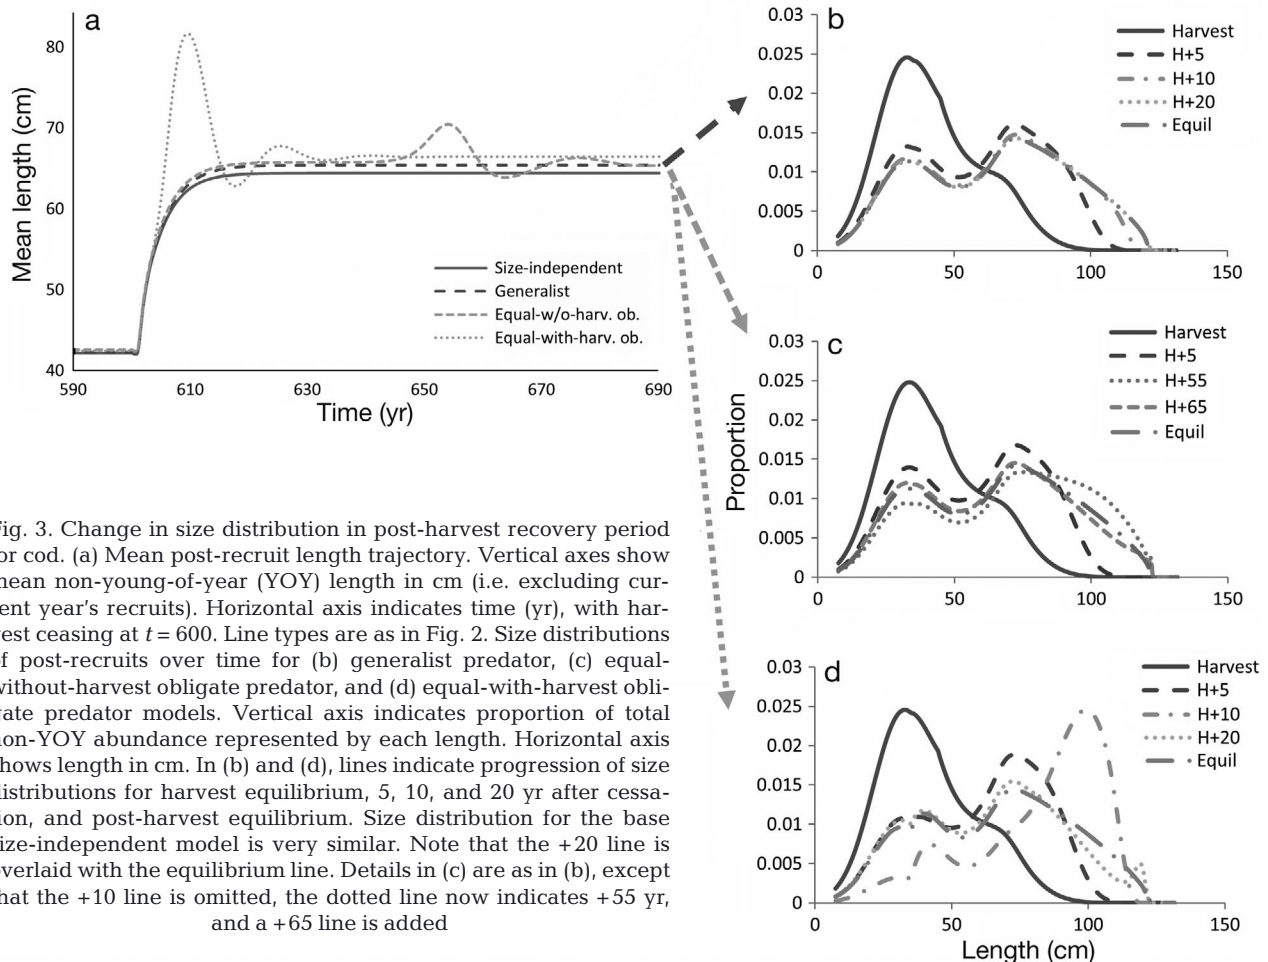 a
Mean length (cm)
80
70
60
50
40
590
610
630
650
670
690
Time (yr)
Size-independent
Generalist
Equal-w/o-harv. ob.
Equal-with-harv. ob.
b
0.03
0.025
0.02
0.015
0.01
0.005
0
0
50
100
150
Harvest
H+5
H+10
H+20
Equil
c
Proportion
0.03
0.025
0.02
0.015
0.01
0.005
0
0
50
100
150
Harvest
H+5
H+55
H+65
Equil
d
0.03
0.025
0.02
0.015
0.01
0.005
0
0
50
100
150
Length (cm)
Harvest
H+5
H+10
H+20
Equil
ig. 3. Change in size distribution in post-harvest recovery period
or cod. (a) Mean post-recruit length trajectory. Vertical axes show
nean non-young-of-year (YOY) length in cm (i.e. excluding cur-
ent year's recruits). Horizontal axis indicates time (yr), with har-
vest ceasing at t = 600. Line types are as in Fig. 2. Size distributions
of post-recruits over time for (b) generalist predator, (c) equal-
without-harvest obligate predator, and (d) equal-with-harvest obli-
gate predator models. Vertical axis indicates proportion of total
non-YOY abundance represented by each length. Horizontal axis
hows length in cm. In (b) and (d), lines indicate progression of size
listributions for harvest equilibrium, 5, 10, and 20 yr after cessa-
ion, and post-harvest equilibrium. Size distribution for the base
size-independent model is very similar. Note that the +20 line is
overlaid with the equilibrium line. Details in (c) are as in (b), except
hat the +10 line is omitted, the dotted line now indicates +55 yr,
and a +65 line is added